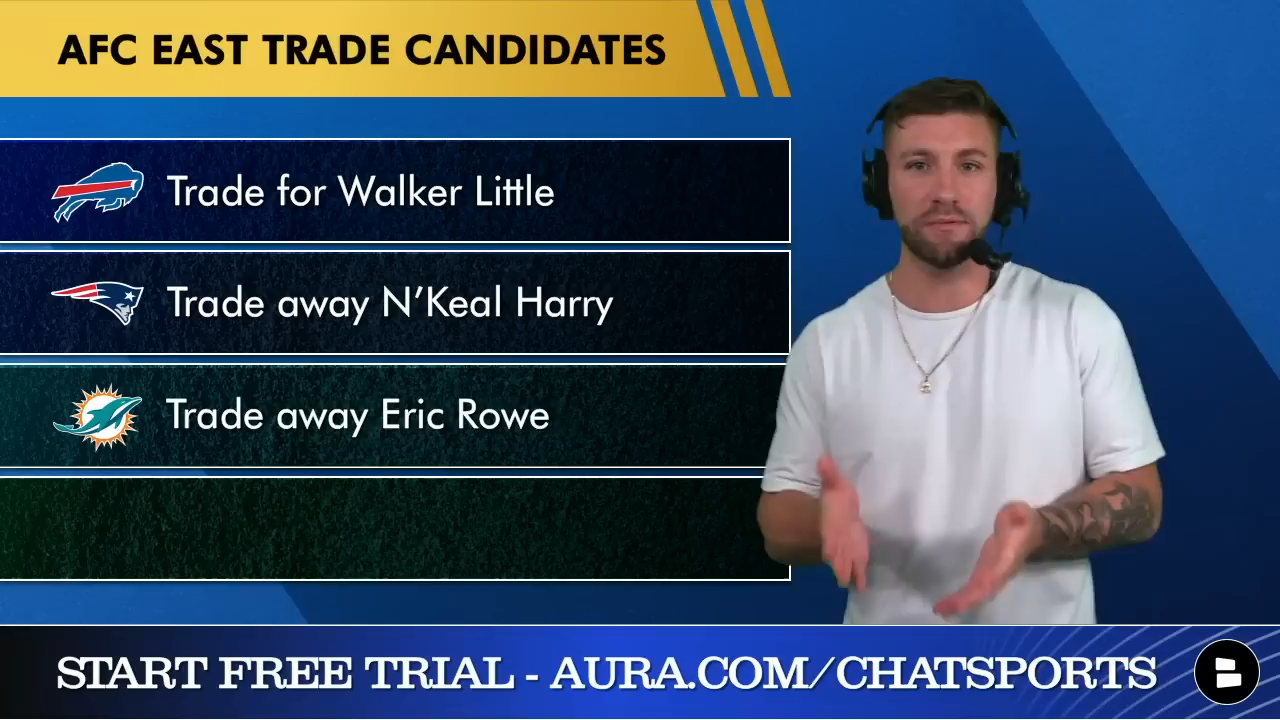 AFC EAST TRADE CANDIDATES
Trade for Walker Little
Trade away N'Keal Harry
Trade away Eric Rowe
START FREE TRIAL - AURA.COM/CHATSPORTS